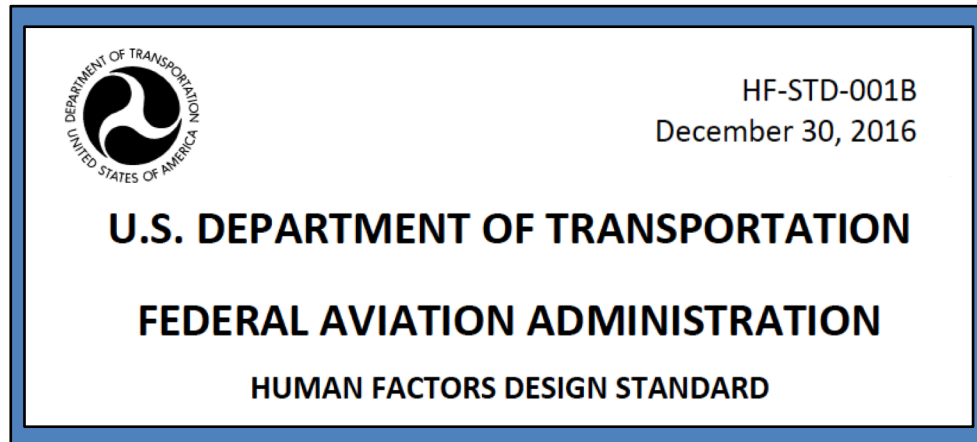 DEPARTMENT OF TRANSPORTATION
UNITED STATES OF AMERICA
HF-STD-001B
December 30, 2016
U.S. DEPARTMENT OF TRANSPORTATION
FEDERAL AVIATION ADMINISTRATION
HUMAN FACTORS DESIGN STANDARD